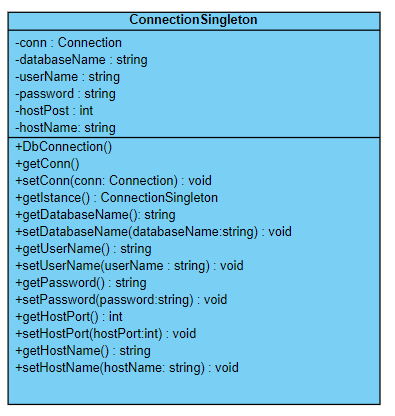 ConnectionSingleton
-conn : Connection
-databaseName : string
-userName : string
-password : string
-hostPost : int
-hostName: string
+DbConnection()
+getConn()
+setConn(conn: Connection) : void
+getIstance() : ConnectionSingleton
+getDatabaseName(): string
+setDatabaseName(databaseName:string) : void
+getUserName() : string
+setUserName(userName : string) : void
+getPassword() : string
+setPassword(password:string) : void
+getHostPort() : int
+setHostPort(hostPort:int) : void
+getHostName() : string
+setHostName(hostName: string) : void